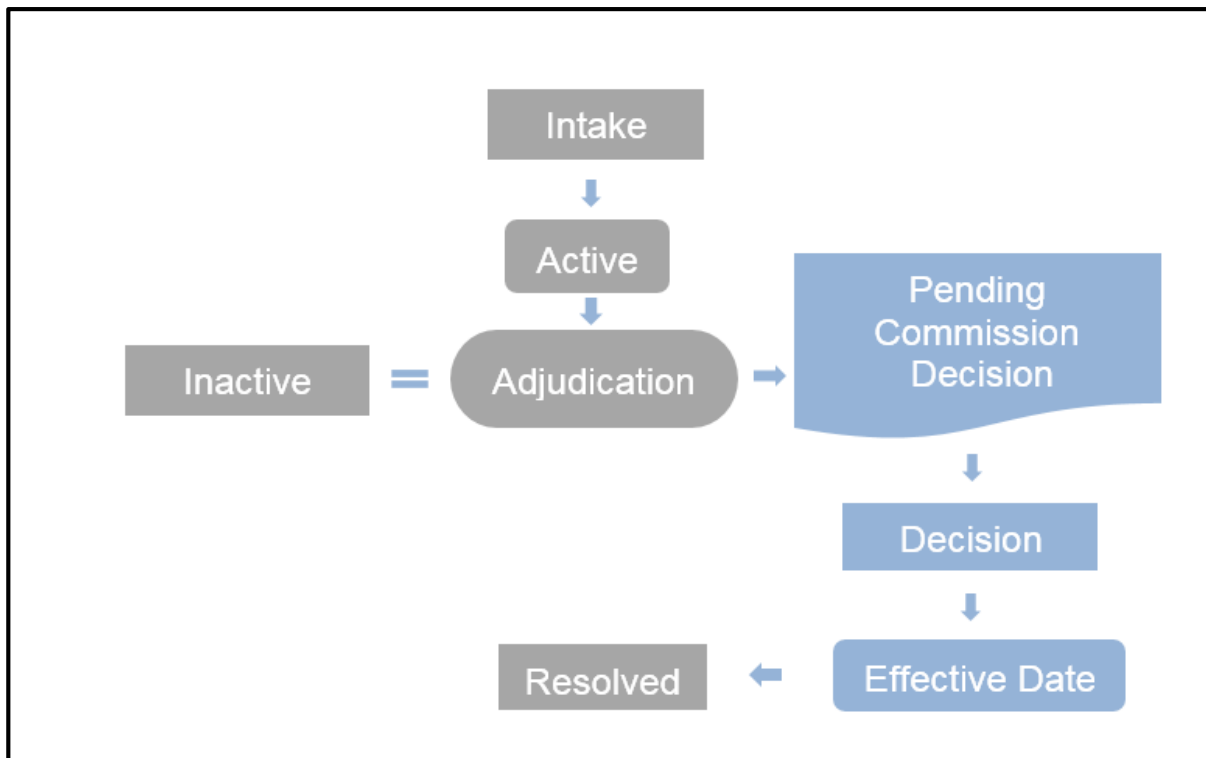 Intake
Active
Inactive
Adjudication
Pending
Commission
Decision
Decision
Effective Date
Resolved